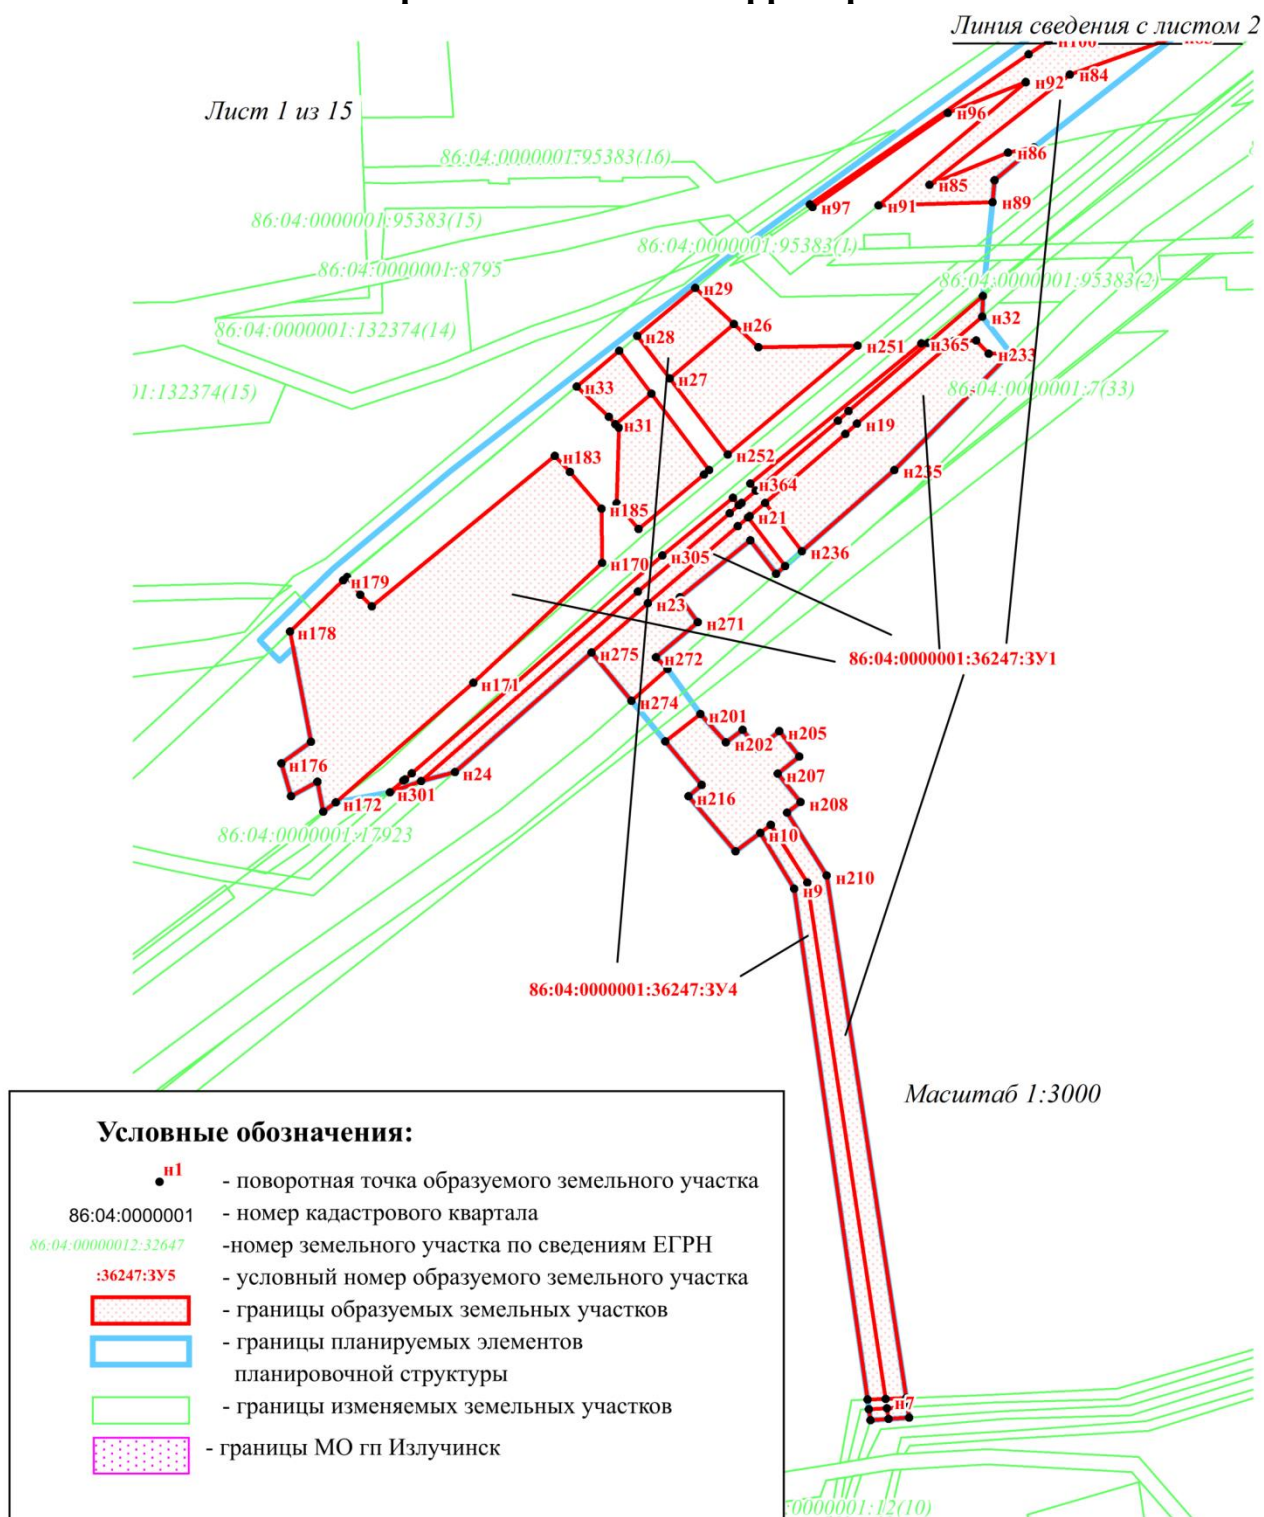 Линия сведения с листом 2
Лист 1 из 15
н100
н84
н92
н96
86:04:0000001:95383(16)
н86
н85
н97
н91
н89
86:04:0000001:95383(15)
86:04:0000001:95383(1)
86:04:0000001:8795
86:04:0000001:95383(2)
н29
н32
н26
86:04:0000001:132374(14)
н28
н251
н365
н233
н27
н33
86:04:0000001:7(33)
01:132374(15)
н31
н19
н252
н183
н235
н364
н185
н21
н236
н305
н170
н179
н23
н271
н178
н275
н272
86:04:0000001:36247:ЗУ1
н171
н274
н201
н202
н205
н176
н207
н24
н301
н172
н216
н208
86:04:0000001:17923
н10
н210
н9
86:04:0000001:36247:ЗУ4
Масштаб 1:3000
Условные обозначения:
н1
- поворотная точка образуемого земельного участка
86:04:0000001
- номер кадастрового квартала
86:04:00000012:32647
-номер земельного участка по сведениям ЕГРН
:36247:ЗУ5
- условный номер образуемого земельного участка
- границы образуемых земельных участков
- границы планируемых элементов
планировочной структуры
- границы изменяемых земельных участков
н7
- границы МО гп Излучинск
:0000001:12(10)